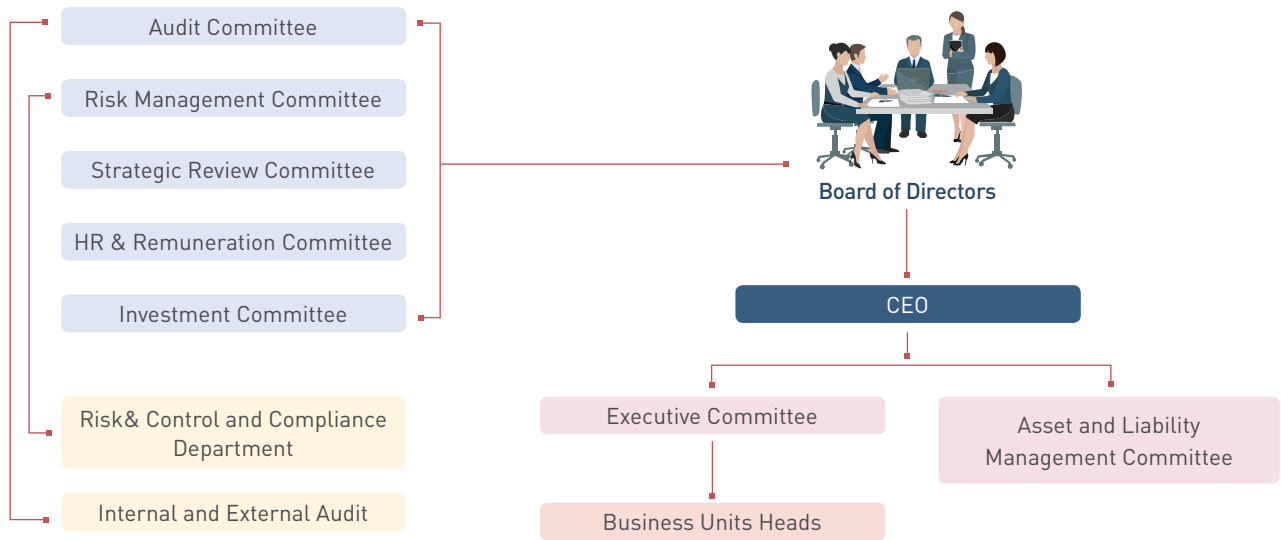 Audit Committee
Risk Management Committee
Strategic Review Committee
HR & Remuneration Committee
Investment Committee
Risk& Control and Compliance
Department
Internal and External Audit
Board of Directors
CEO
Executive Committee
Asset and Liability
Management Committee
Business Units Heads